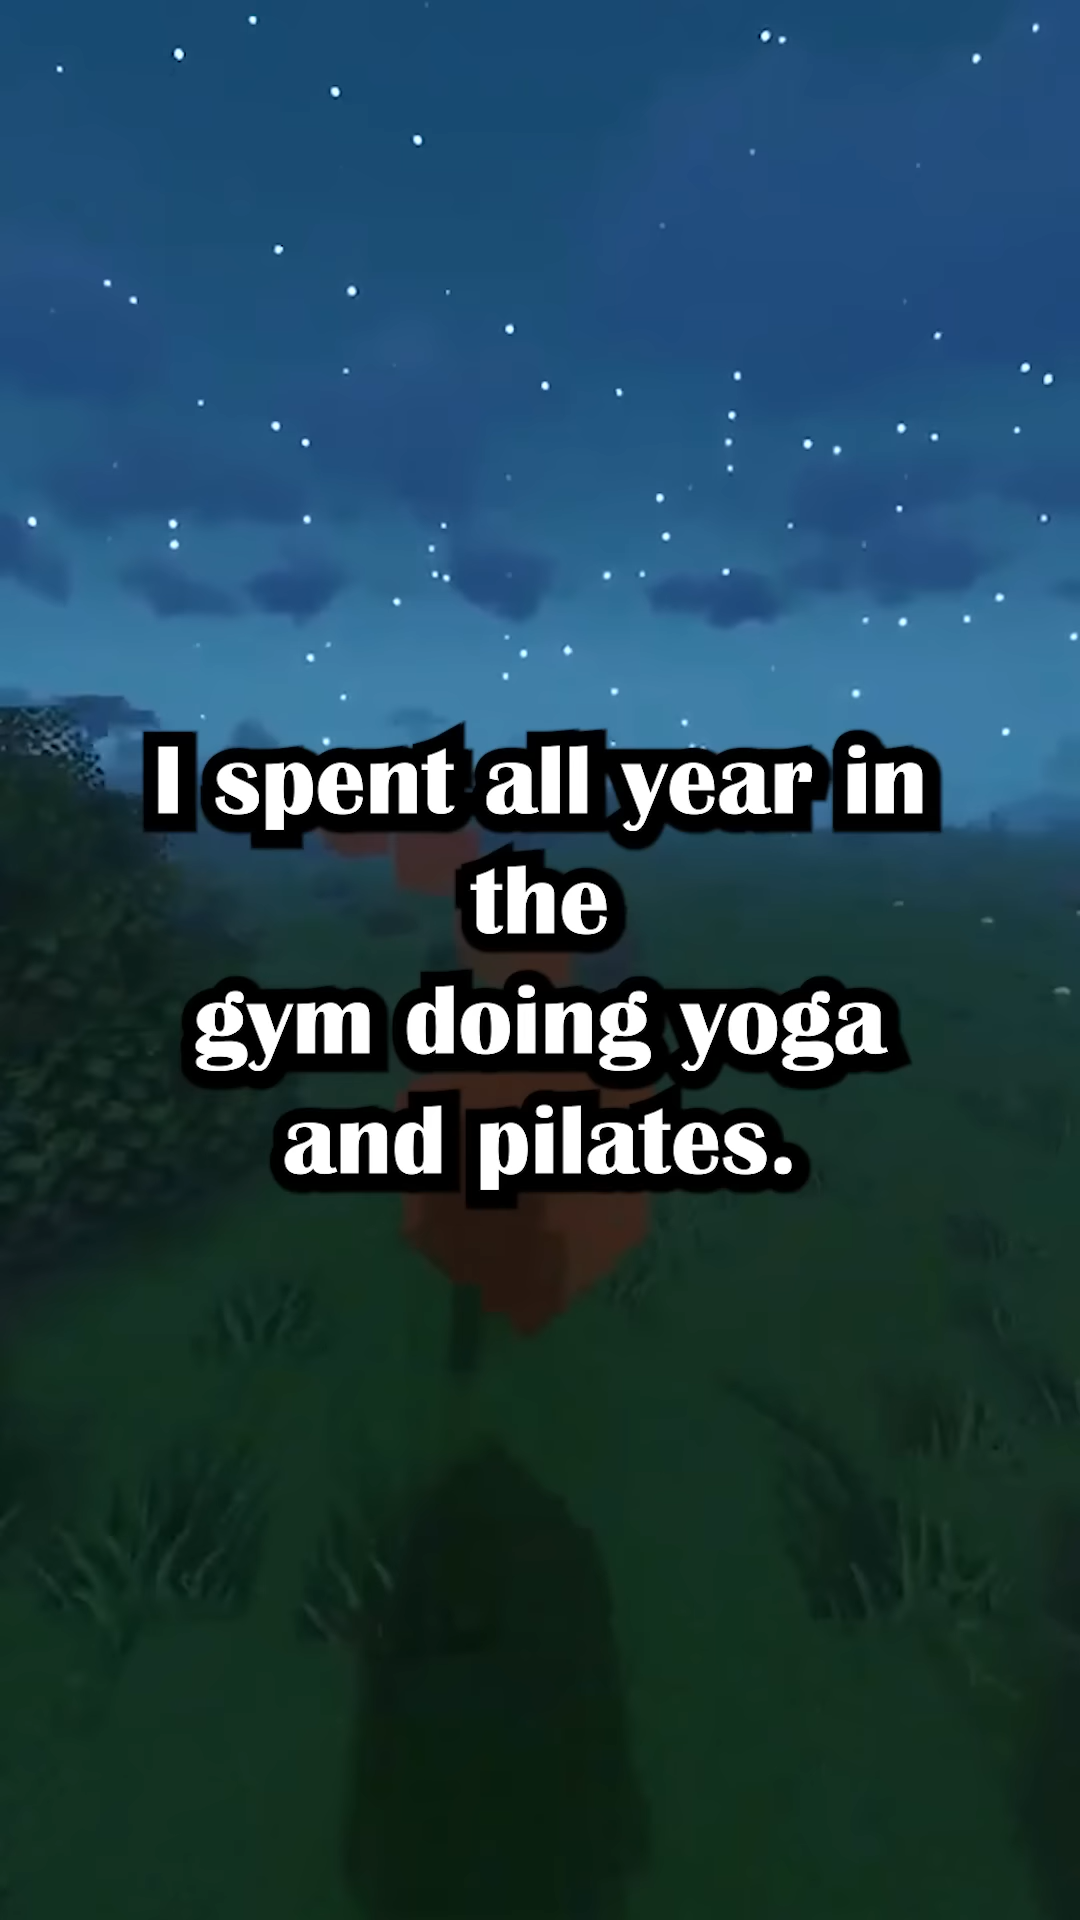 I spent all year in
the
gym doing yoga
and pilates.